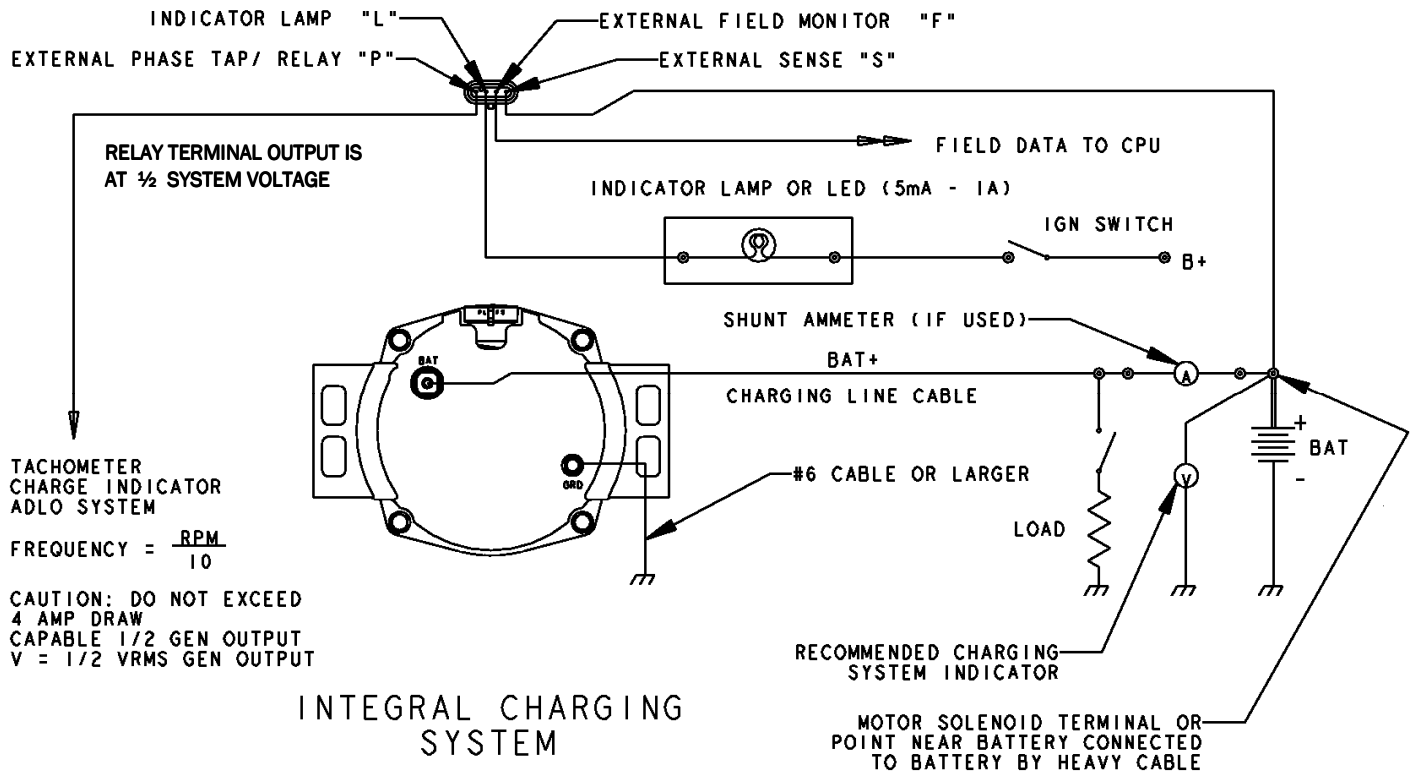 INDICATOR LAMP "L"
EXTERNAL FIELD MONITOR "F"
EXTERNAL PHASE TAP/ RELAY "P"
EXTERNAL SENSE "S"
RELAY TERMINAL OUTPUT IS
AT ½ SYSTEM VOLTAGE
FIELD DATA TO CPU
INDICATOR LAMP OR LED (5mA - 1A)
IGN SWITCH
B+
SHUNT AMMETER (IF USED)
BAT
BAT+
CHARGING LINE CABLE
A
+
BAT
-
V
#6 CABLE OR LARGER
GRD
LOAD
TACHOMETER
CHARGE INDICATOR
ADLO SYSTEM
FREQUENCY = RPM
10
CAUTION: DO NOT EXCEED
4 AMP DRAW
CAPABLE 1/2 GEN OUTPUT
V = 1/2 VRMS GEN OUTPUT
RECOMMENDED CHARGING
SYSTEM INDICATOR
INTEGRAL CHARGING
SYSTEM
MOTOR SOLENOID TERMINAL OR
POINT NEAR BATTERY CONNECTED
TO BATTERY BY HEAVY CABLE